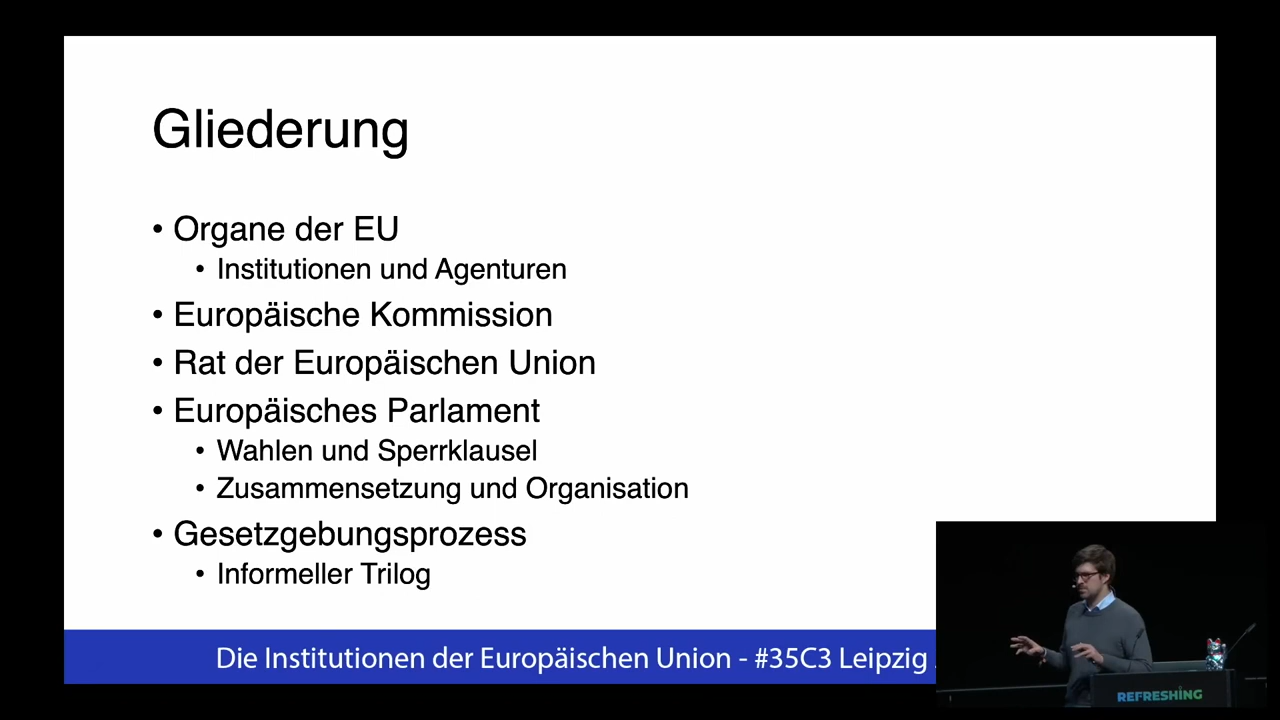 Gliederung
• Organe der EU
• Institutionen und Agenturen
• Europäische Kommission
• Rat der Europäischen Union
• Europäisches Parlament
• Wahlen und Sperrklausel
• Zusammensetzung und Organisation
• Gesetzgebungsprozess
• Informeller Trilog
Die Institutionen der Europäischen Union - #35C3 Leipzig
REFRESHING